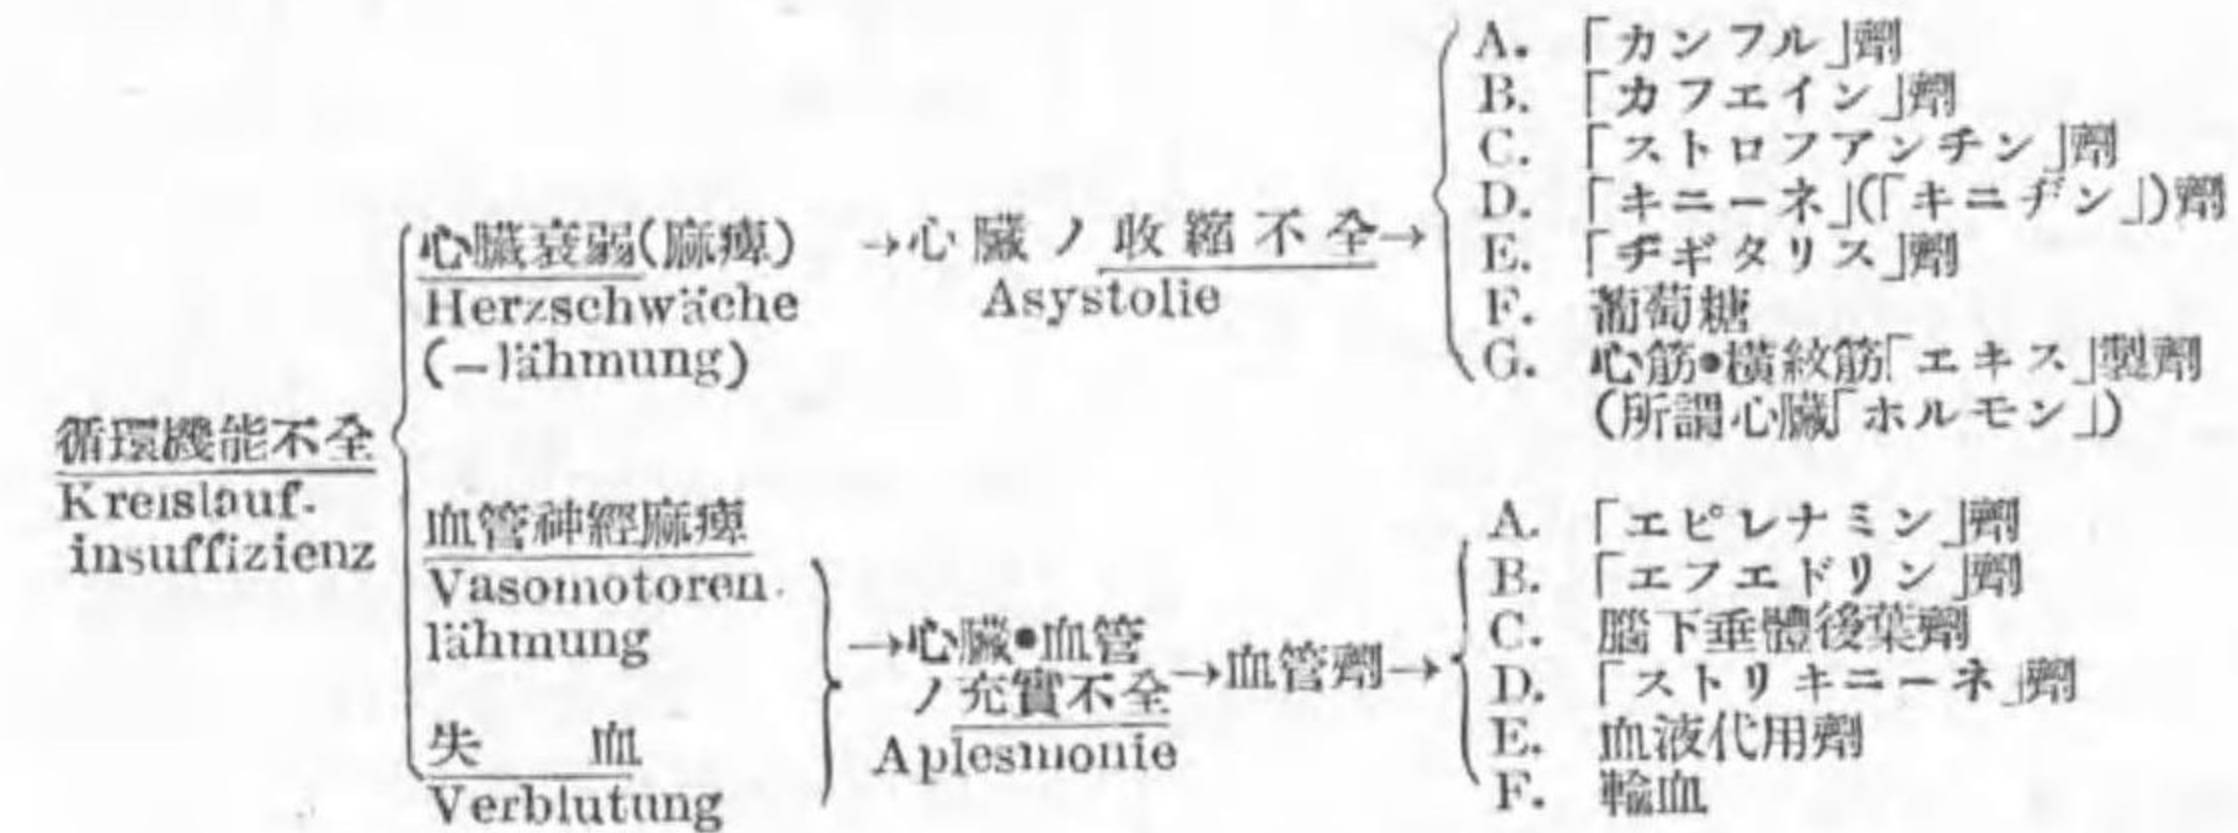 循環機能不全
Kreislauf-
insuffizienz
心臟衰弱(麻痺)
Herzschwäche
(−lähmung)
→心臟ノ收縮不全→
Asystolie
A. 「カンフル」劑
B. 「カフエイン」劑
C. 「ストロフアンチン」劑
D. 「キニーネ」(「キニヂン」)劑
E. 「ヂギタリス」劑
F. 葡萄糖
G. 心筋•橫紋筋「エキス」製劑
(所謂心臟「ホルモン」)
血管神經麻痺
Vasomotoren-
lähmung
失血
Verblutung
→心臟•血管
ノ充實不全
Aplesmonie
→血管劑→
A. 「エピレナミン」劑
B. 「エフエドリン」劑
C. 腦下垂體後葉劑
D. 「ストリキニーネ」劑
E. 血液代用劑
F. 輸血